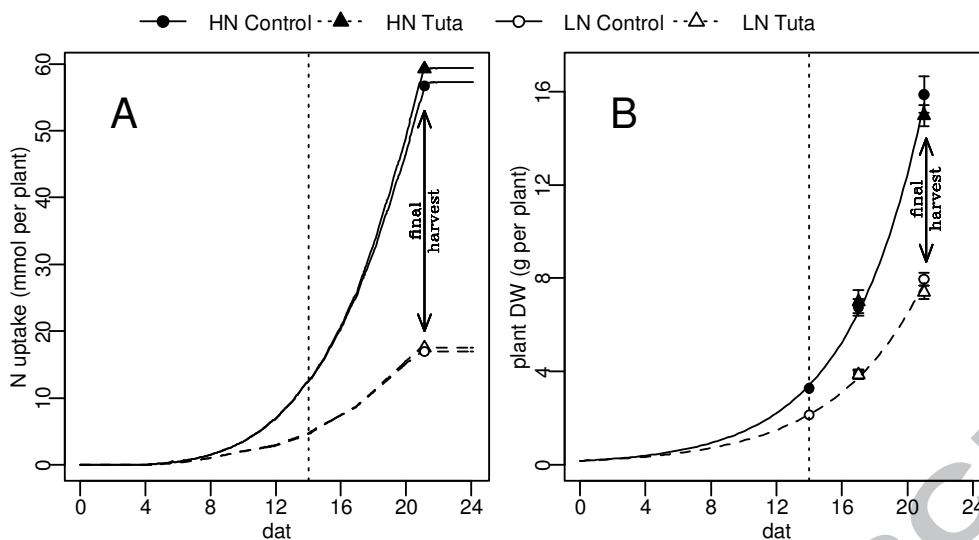 HN Control HN Tuta LN Control LN Tuta
A
N uptake (mmol per plant)
0 10 20 30 40 50 60
final
harvest
0 4 8 12 16 20 24
dat
B
plant DW (g per plant)
0 4 8 12 16
final
harvest
0 4 8 12 16 20 24
dat